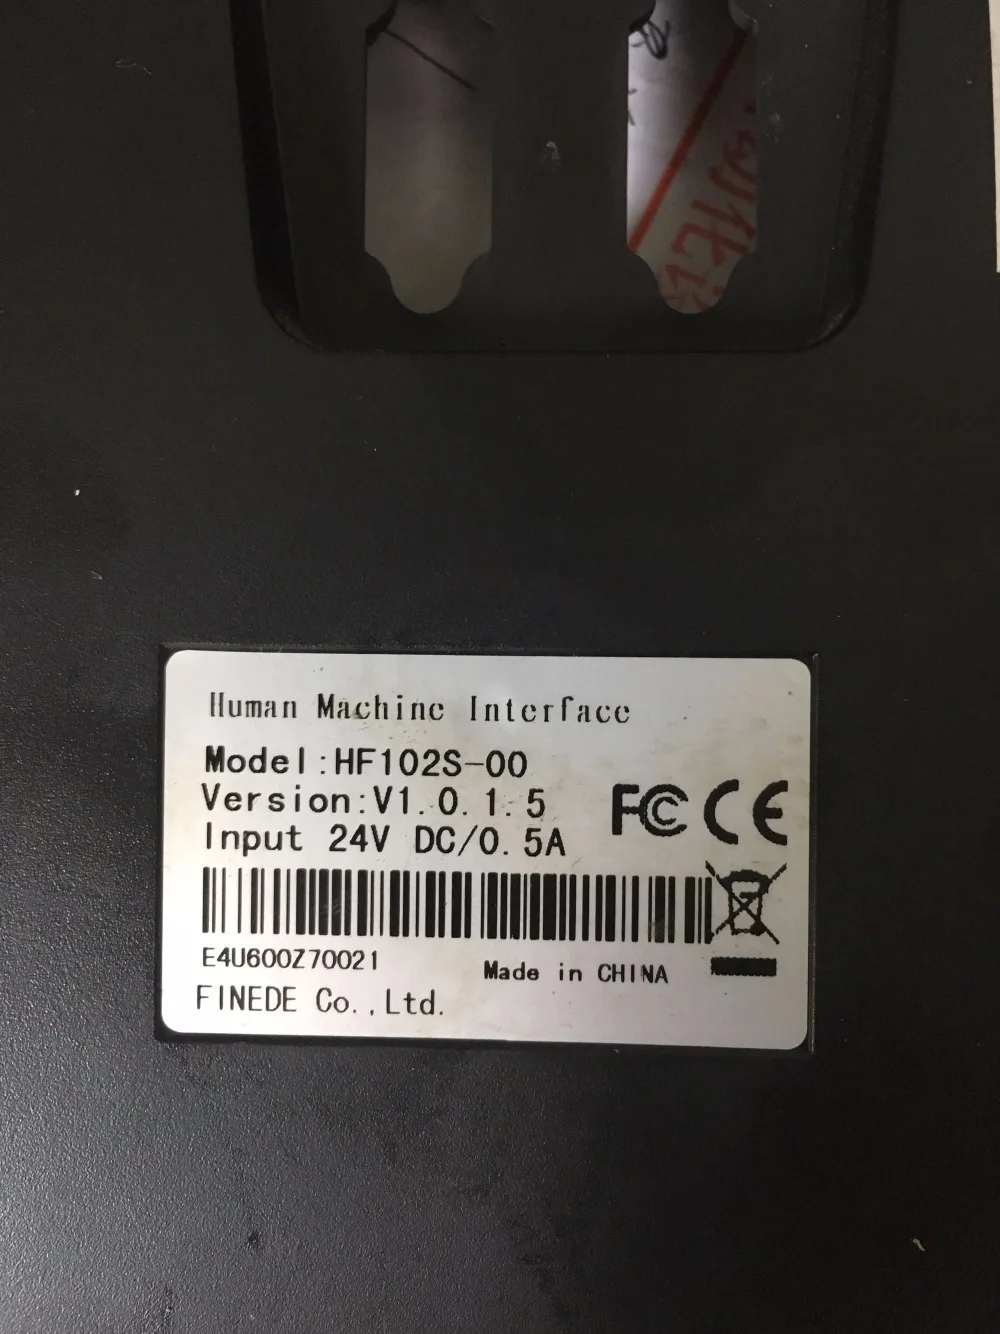 Human Machine Interface
Model:HF102S-00
Version:V1.0.1.5
Input 24V DC/0.5A
FC CE
E4U600Z70021
Made in CHINA
FINEDE Co.,Ltd.